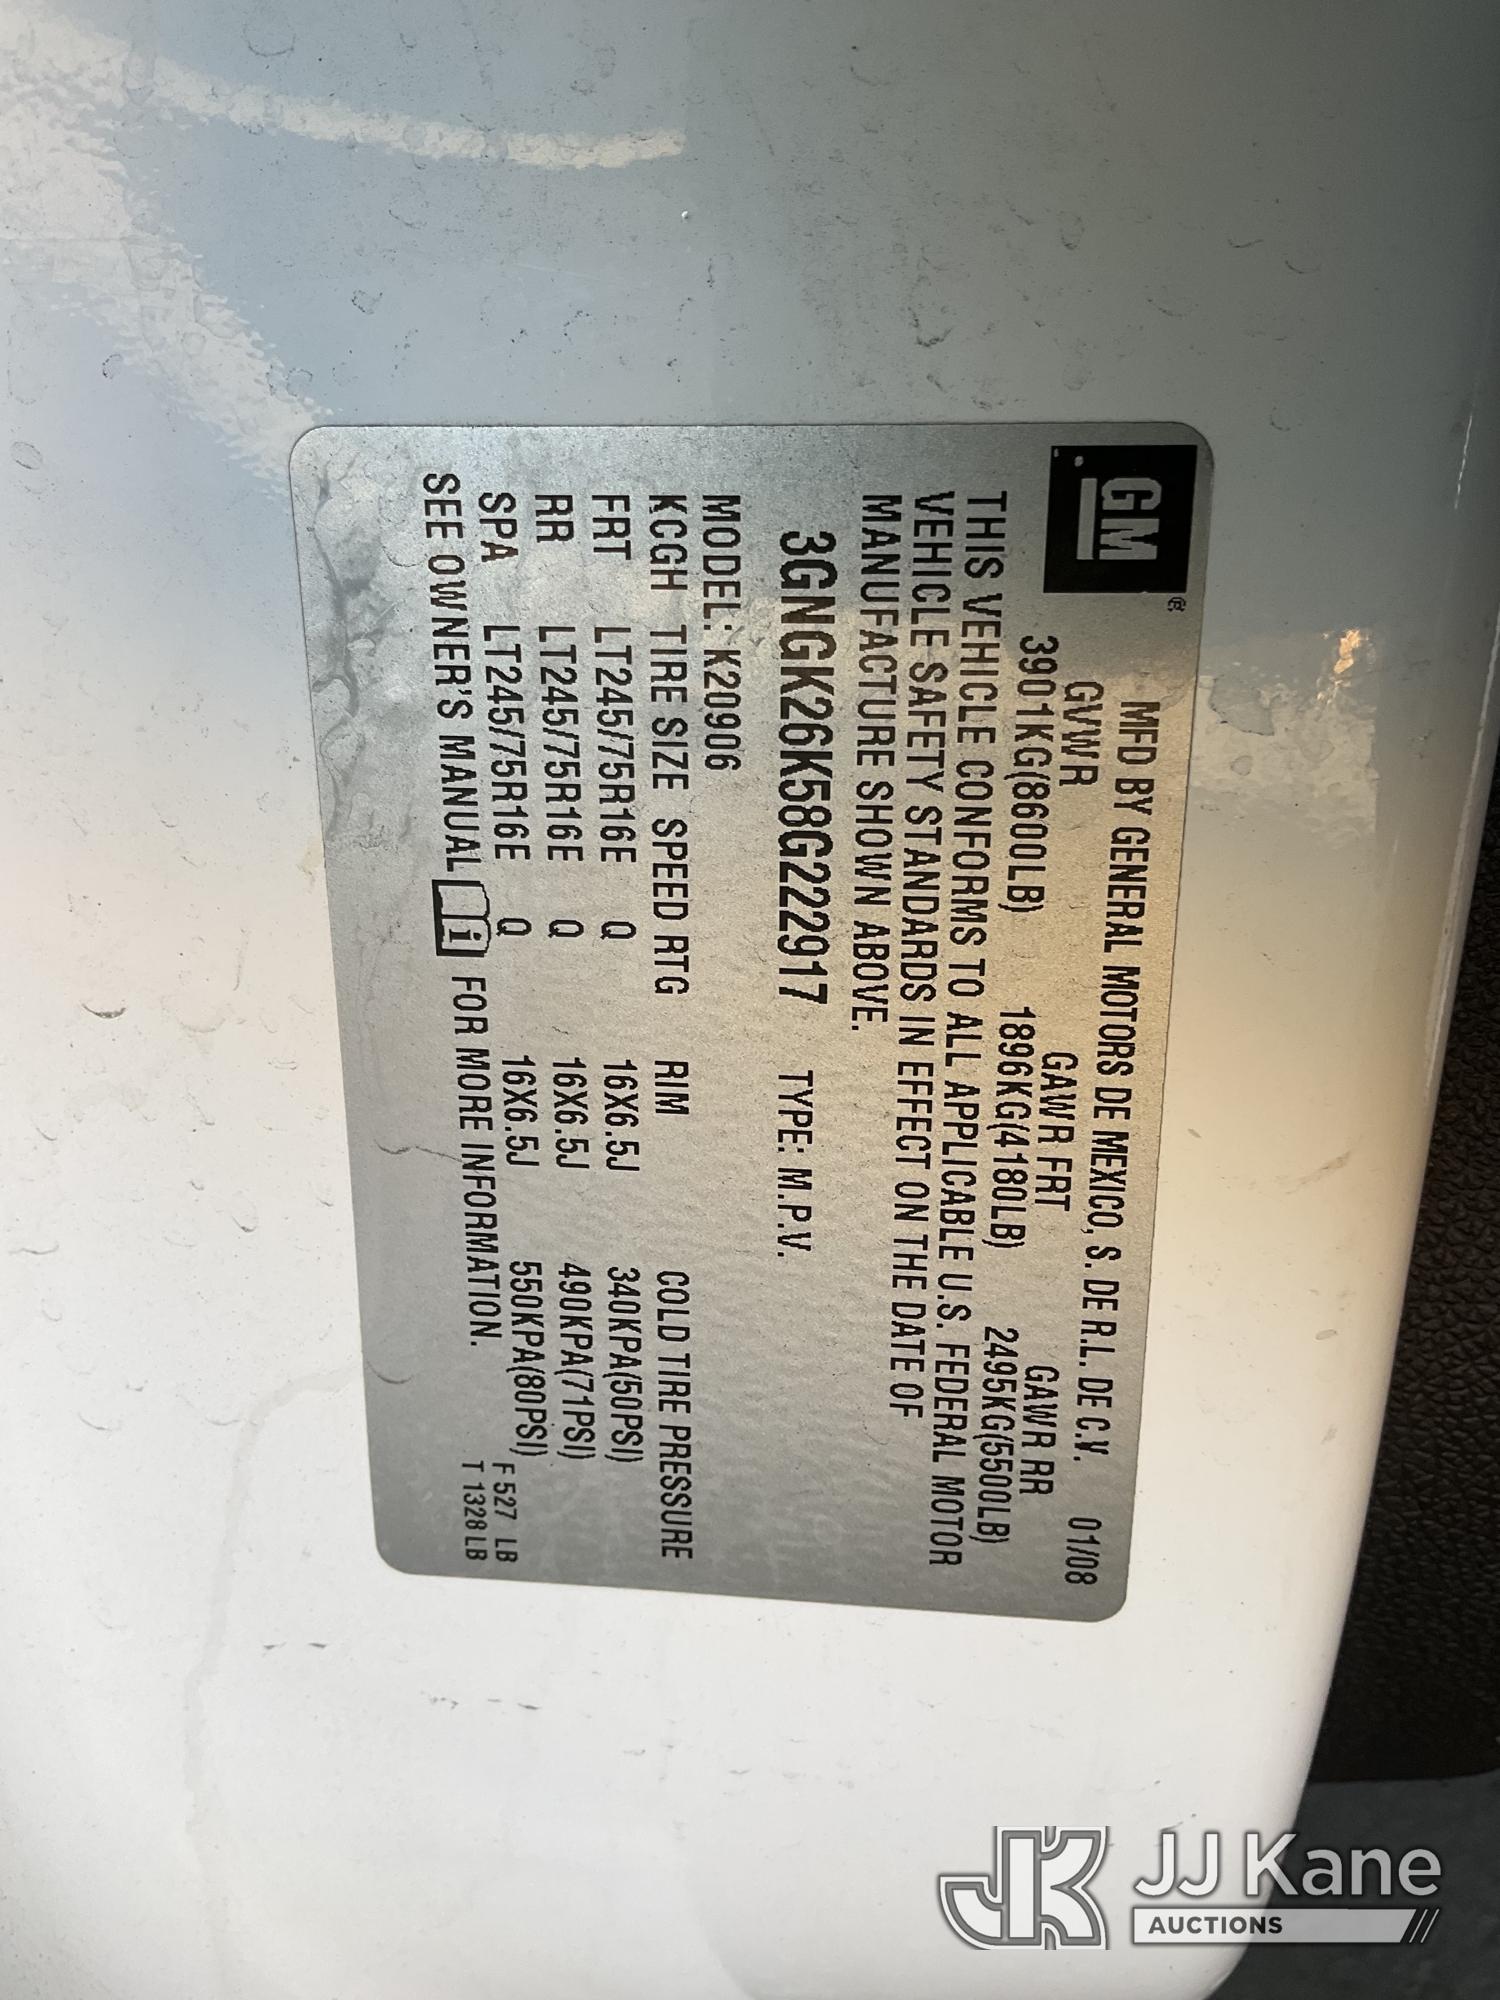 GM®
MFD BY GENERAL MOTORS DE MEXICO, S. DE R.L. DE C.V. 01/08
GVWR GAWR FRT GAWR RR
3901KG(8600LB) 1896KG(4180LB) 2495KG(5500LB)
THIS VEHICLE CONFORMS TO ALL APPLICABLE U.S. FEDERAL MOTOR
VEHICLE SAFETY STANDARDS IN EFFECT ON THE DATE OF
MANUFACTURE SHOWN ABOVE.
3GNGK26K58G222917 TYPE: M.P.V.
MODEL: K20906
KCGH TIRE SIZE SPEED RTG RIM COLD TIRE PRESSURE
FRT LT245/75R16E Q 16X6.5J 340KPA(50PSI)
RR LT245/75R16E Q 16X6.5J 490KPA(71PSI)
SPA LT245/75R16E Q 16X6.5J 550KPA(80PSI) F 527 LB
SEE OWNER'S MANUAL i FOR MORE INFORMATION. T 1328 LB
JK JJ Kane
AUCTIONS